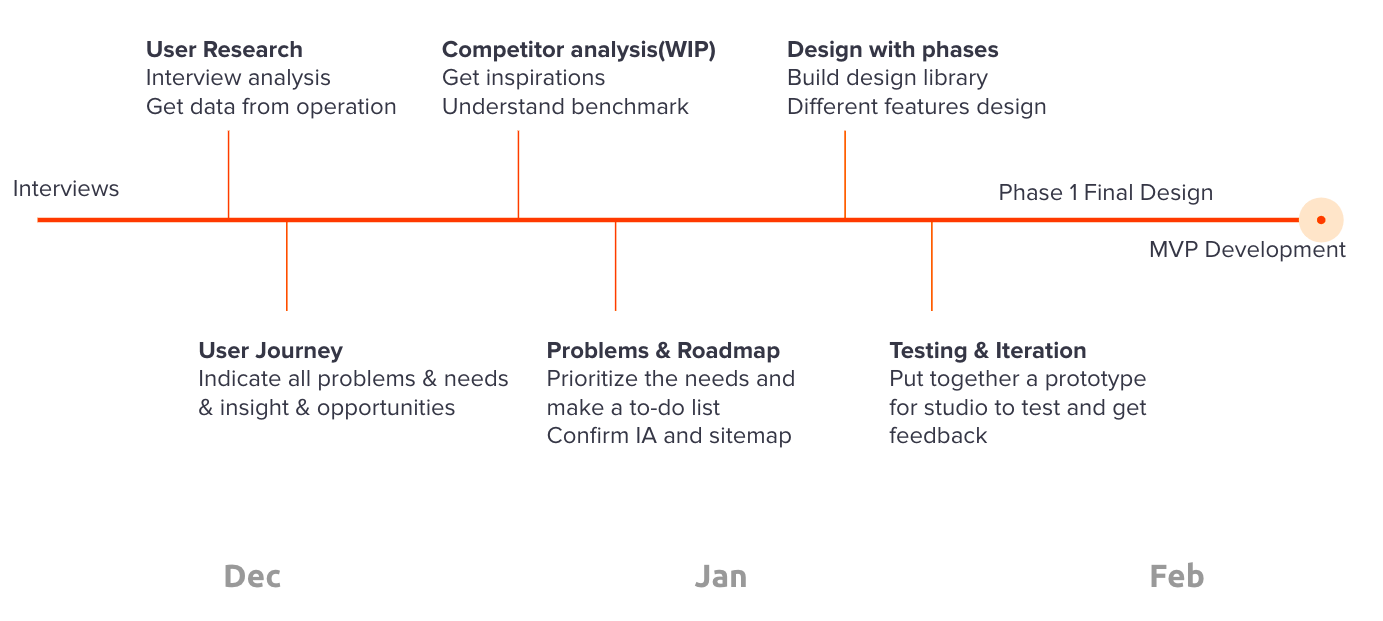 User Research
Interview analysis
Get data from operation
Competitor analysis(WIP)
Get inspirations
Understand benchmark
Design with phases
Build design library
Different features design
Interviews
Phase 1 Final Design
MVP Development
User Journey
Indicate all problems & needs
& insight & opportunities
Problems & Roadmap
Prioritize the needs and
make a to-do list
Confirm IA and sitemap
Testing & Iteration
Put together a prototype
for studio to test and get
feedback
Dec
Jan
Feb